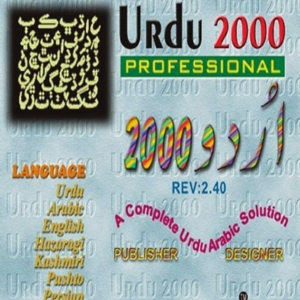 Urdu 2000
PROFESSIONAL
اُردو 2000
REV:2.40
A Complete Urdu Arabic Solution
PUBLISHER DESIGNER
LANGUAGE
Urdu
Arabic
English
Hazaragi
Kashmiri
Pushto
Persian